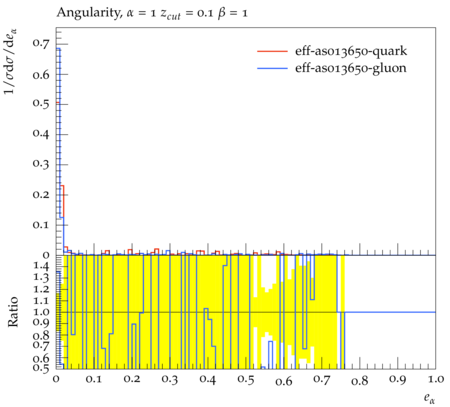 Angularity, α = 1 z_cut = 0.1 β = 1
1/σdσ/de_α
eff-as013650-quark
eff-as013650-gluon
0.7
0.6
0.5
0.4
0.3
0.2
0.1
0
Ratio
1.4
1.3
1.2
1.1
1.0
0.9
0.8
0.7
0.6
0.5
0 0.1 0.2 0.3 0.4 0.5 0.6 0.7 0.8 0.9 1.0
e_α